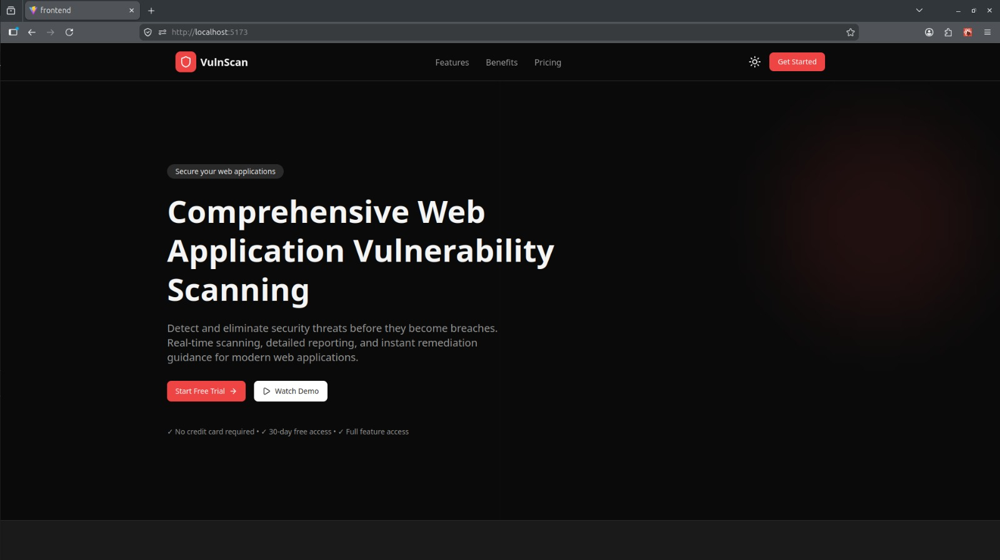 frontend
http://localhost:5173
VulnScan
Features
Benefits
Pricing
Get Started
Secure your web applications
Comprehensive Web
Application Vulnerability
Scanning
Detect and eliminate security threats before they become breaches.
Real-time scanning, detailed reporting, and instant remediation
guidance for modern web applications.
Start Free Trial →
Watch Demo
✓ No credit card required • ✓ 30-day free access • ✓ Full feature access